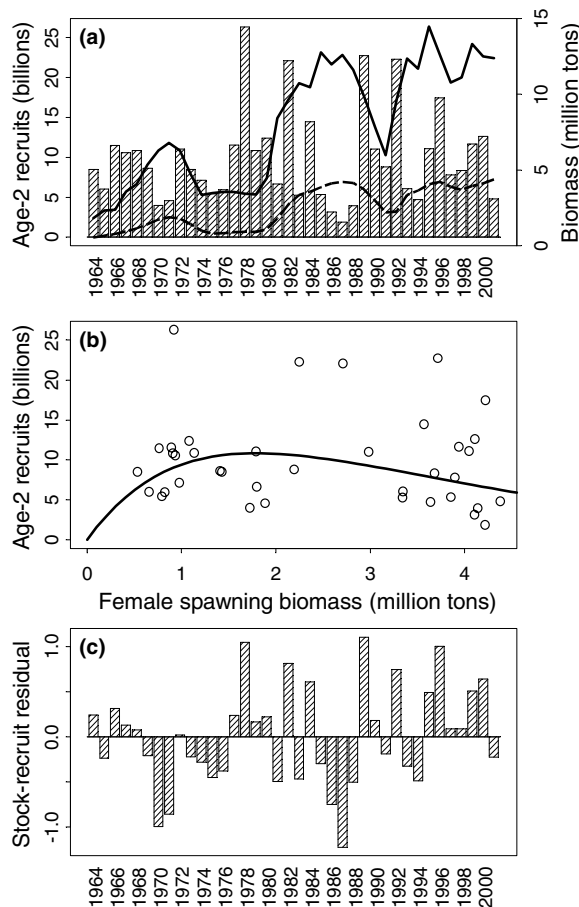 (a)
Age-2 recruits (billions)
0 5 10 15 20 25
Biomass (million tons)
0 5 10 15
1964 1966 1968 1970 1972 1974 1976 1978 1980 1982 1984 1986 1988 1990 1992 1994 1996 1998 2000
(b)
Age-2 recruits (billions)
0 5 10 15 20 25
0 1 2 3 4
Female spawning biomass (million tons)
(c)
Stock-recruit residual
-1.0 0.0 1.0
1964 1966 1968 1970 1972 1974 1976 1978 1980 1982 1984 1986 1988 1990 1992 1994 1996 1998 2000